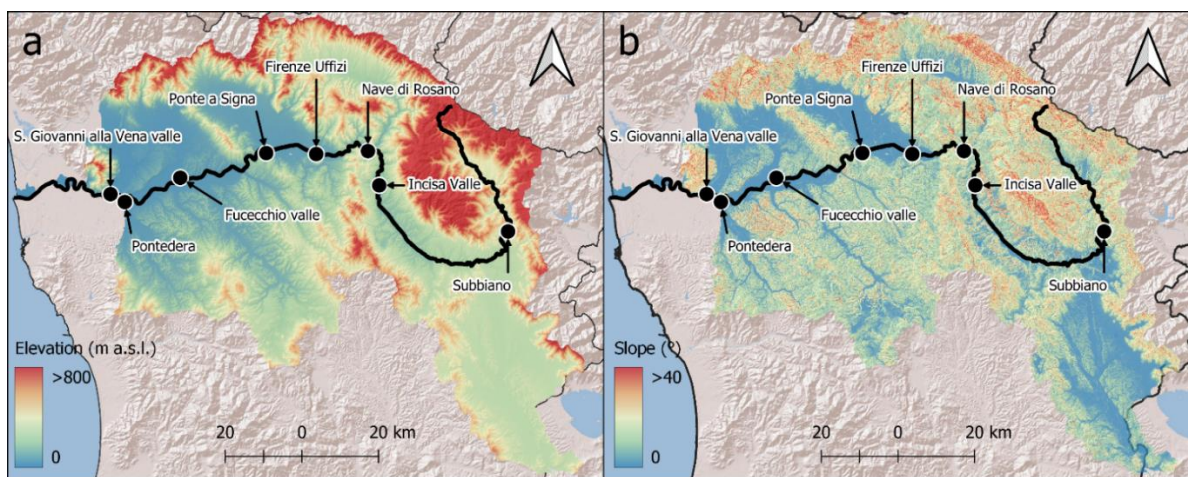 a
Firenze Uffizi
Nave di Rosano
Ponte a Signa
S. Giovanni alla Vena valle
Incisa Valle
Fucecchio valle
Pontedera
Subbiano
Elevation (m a.s.l.)
>800
0
20 0 20 km
b
Firenze Uffizi
Nave di Rosano
Ponte a Signa
S. Giovanni alla Vena valle
Incisa Valle
Fucecchio valle
Pontedera
Subbiano
Slope (°)
>40
0
20 0 20 km